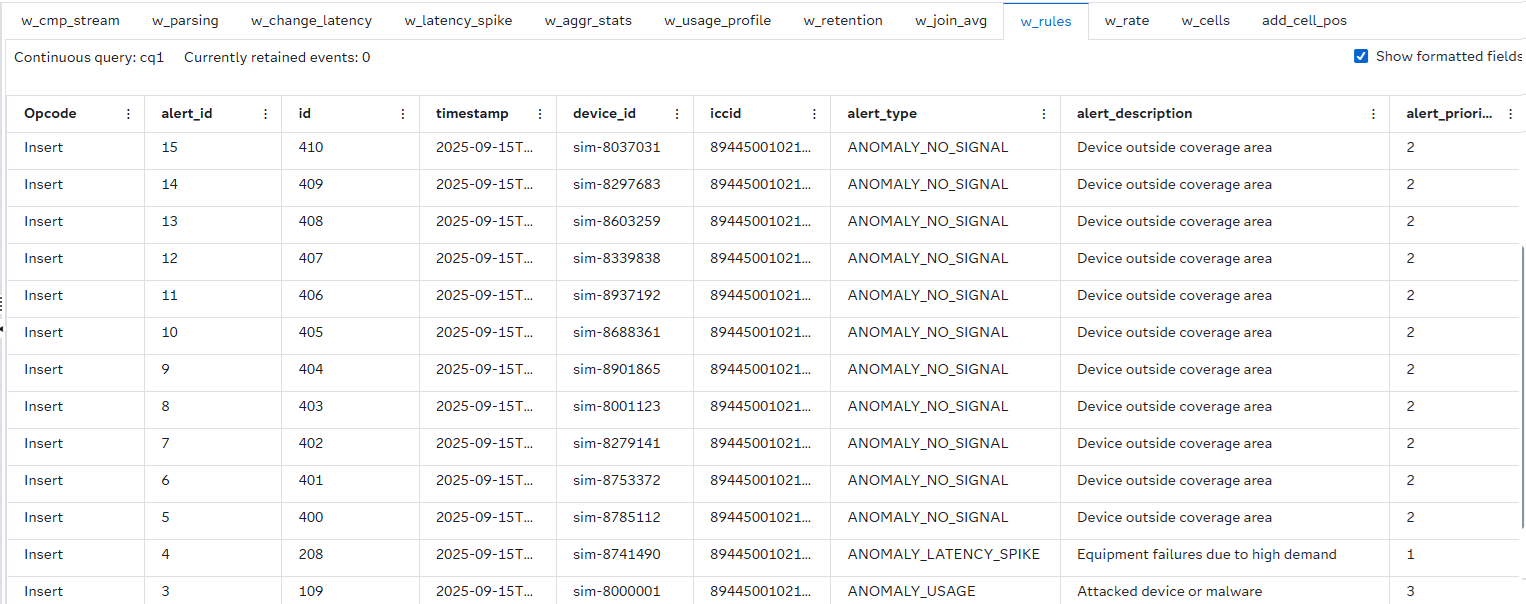 w_cmp_stream w_parsing w_change_latency w_latency_spike w_aggr_stats w_usage_profile w_retention w_join_avg w_rules w_rate w_cells add_cell_pos
Continuous query: cq1 Currently retained events: 0 Show formatted fields
Opcode alert_id id timestamp device_id iccid alert_type alert_description alert_priori...
Insert 15 410 2025-09-15T... sim-8037031 89445001021... ANOMALY_NO_SIGNAL Device outside coverage area 2
Insert 14 409 2025-09-15T... sim-8297683 89445001021... ANOMALY_NO_SIGNAL Device outside coverage area 2
Insert 13 408 2025-09-15T... sim-8603259 89445001021... ANOMALY_NO_SIGNAL Device outside coverage area 2
Insert 12 407 2025-09-15T... sim-8339838 89445001021... ANOMALY_NO_SIGNAL Device outside coverage area 2
Insert 11 406 2025-09-15T... sim-8937192 89445001021... ANOMALY_NO_SIGNAL Device outside coverage area 2
Insert 10 405 2025-09-15T... sim-8688361 89445001021... ANOMALY_NO_SIGNAL Device outside coverage area 2
Insert 9 404 2025-09-15T... sim-8901865 89445001021... ANOMALY_NO_SIGNAL Device outside coverage area 2
Insert 8 403 2025-09-15T... sim-8001123 89445001021... ANOMALY_NO_SIGNAL Device outside coverage area 2
Insert 7 402 2025-09-15T... sim-8279141 89445001021... ANOMALY_NO_SIGNAL Device outside coverage area 2
Insert 6 401 2025-09-15T... sim-8753372 89445001021... ANOMALY_NO_SIGNAL Device outside coverage area 2
Insert 5 400 2025-09-15T... sim-8785112 89445001021... ANOMALY_NO_SIGNAL Device outside coverage area 2
Insert 4 208 2025-09-15T... sim-8741490 89445001021... ANOMALY_LATENCY_SPIKE Equipment failures due to high demand 1
Insert 3 109 2025-09-15T... sim-8000001 89445001021... ANOMALY_USAGE Attacked device or malware 3